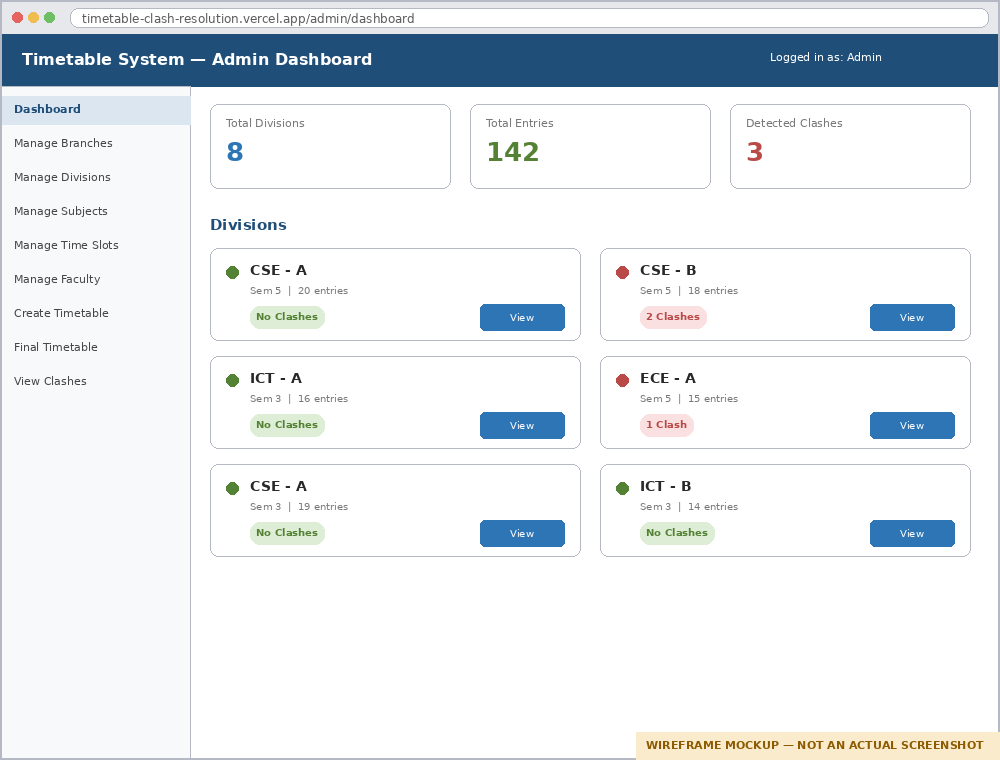 timetable-clash-resolution.vercel.app/admin/dashboard
Timetable System — Admin Dashboard
Logged in as: Admin
Dashboard
Manage Branches
Manage Divisions
Manage Subjects
Manage Time Slots
Manage Faculty
Create Timetable
Final Timetable
View Clashes
Total Divisions
8
Total Entries
142
Detected Clashes
3
Divisions
CSE - A
Sem 5 | 20 entries
No Clashes
View
CSE - B
Sem 5 | 18 entries
2 Clashes
View
ICT - A
Sem 3 | 16 entries
No Clashes
View
ECE - A
Sem 5 | 15 entries
1 Clash
View
CSE - A
Sem 3 | 19 entries
No Clashes
View
ICT - B
Sem 3 | 14 entries
No Clashes
View
WIREFRAME MOCKUP — NOT AN ACTUAL SCREENSHOT